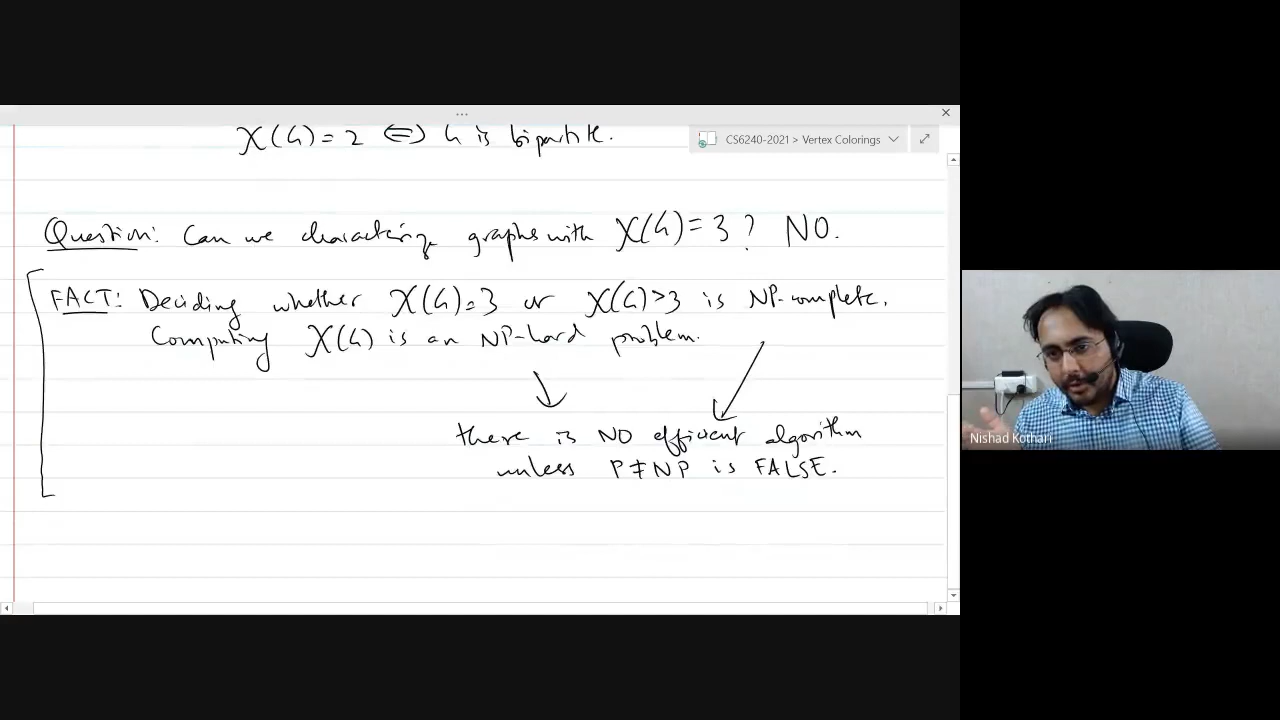 χ(G) = 2 ⇔ G is bipartite.
CS6240-2021 > Vertex Colorings
Question: Can we characterize graphs with χ(G) = 3? NO.
FACT: Deciding whether χ(G) = 3 or χ(G) > 3 is NP-complete.
Computing χ(G) is an NP-hard problem.
there is NO efficient algorithm
unless P ≠ NP is FALSE.
Nishad Kothari